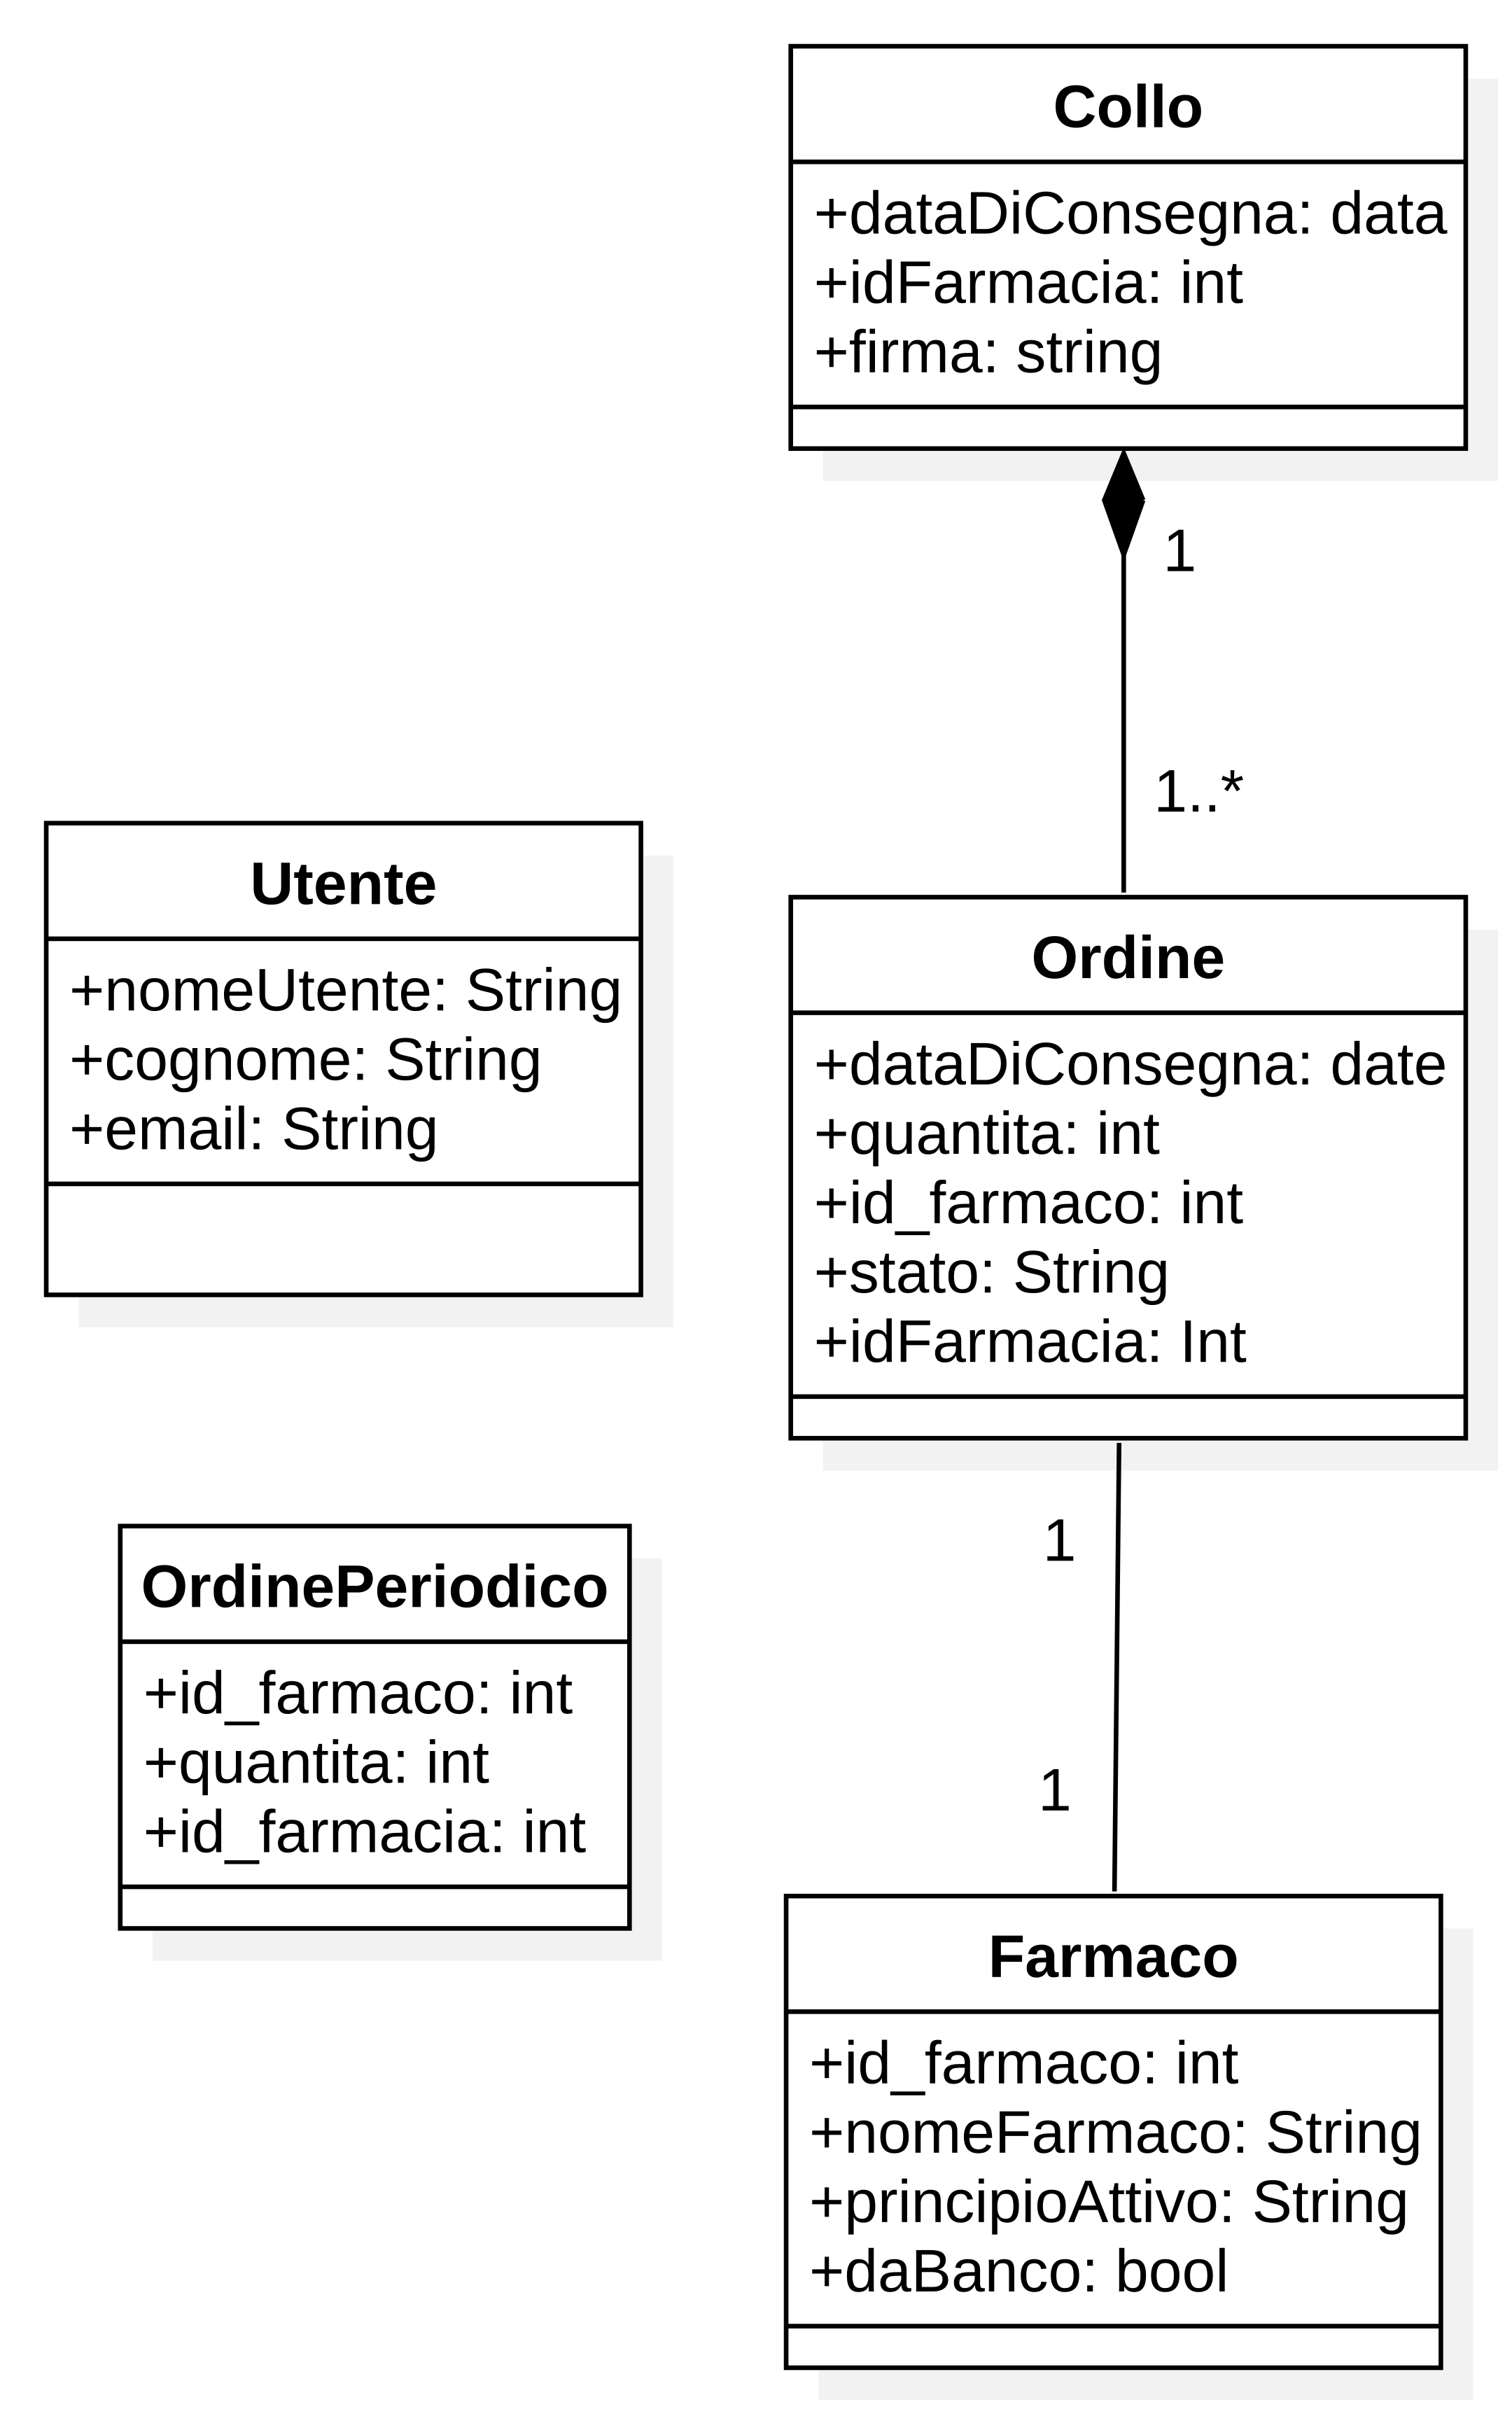 Collo
+dataDiConsegna: data
+idFarmacia: int
+firma: string
1
1..*
Utente
+nomeUtente: String
+cognome: String
+email: String
Ordine
+dataDiConsegna: date
+quantita: int
+id_farmaco: int
+stato: String
+idFarmacia: Int
1
OrdinePeriodico
+id_farmaco: int
+quantita: int
+id_farmacia: int
1
Farmaco
+id_farmaco: int
+nomeFarmaco: String
+principioAttivo: String
+daBanco: bool